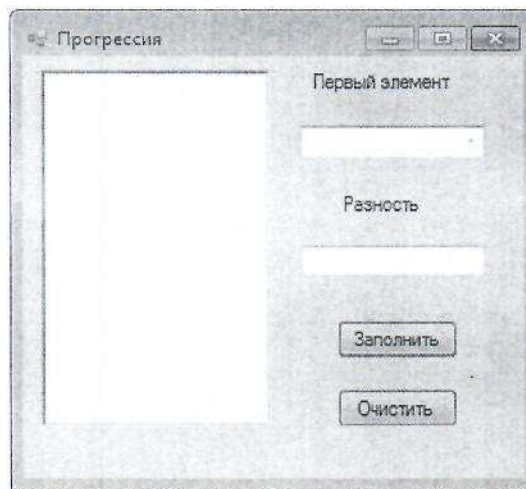 Прогрессия
Первый элемент
Разность
Заполнить
Очистить